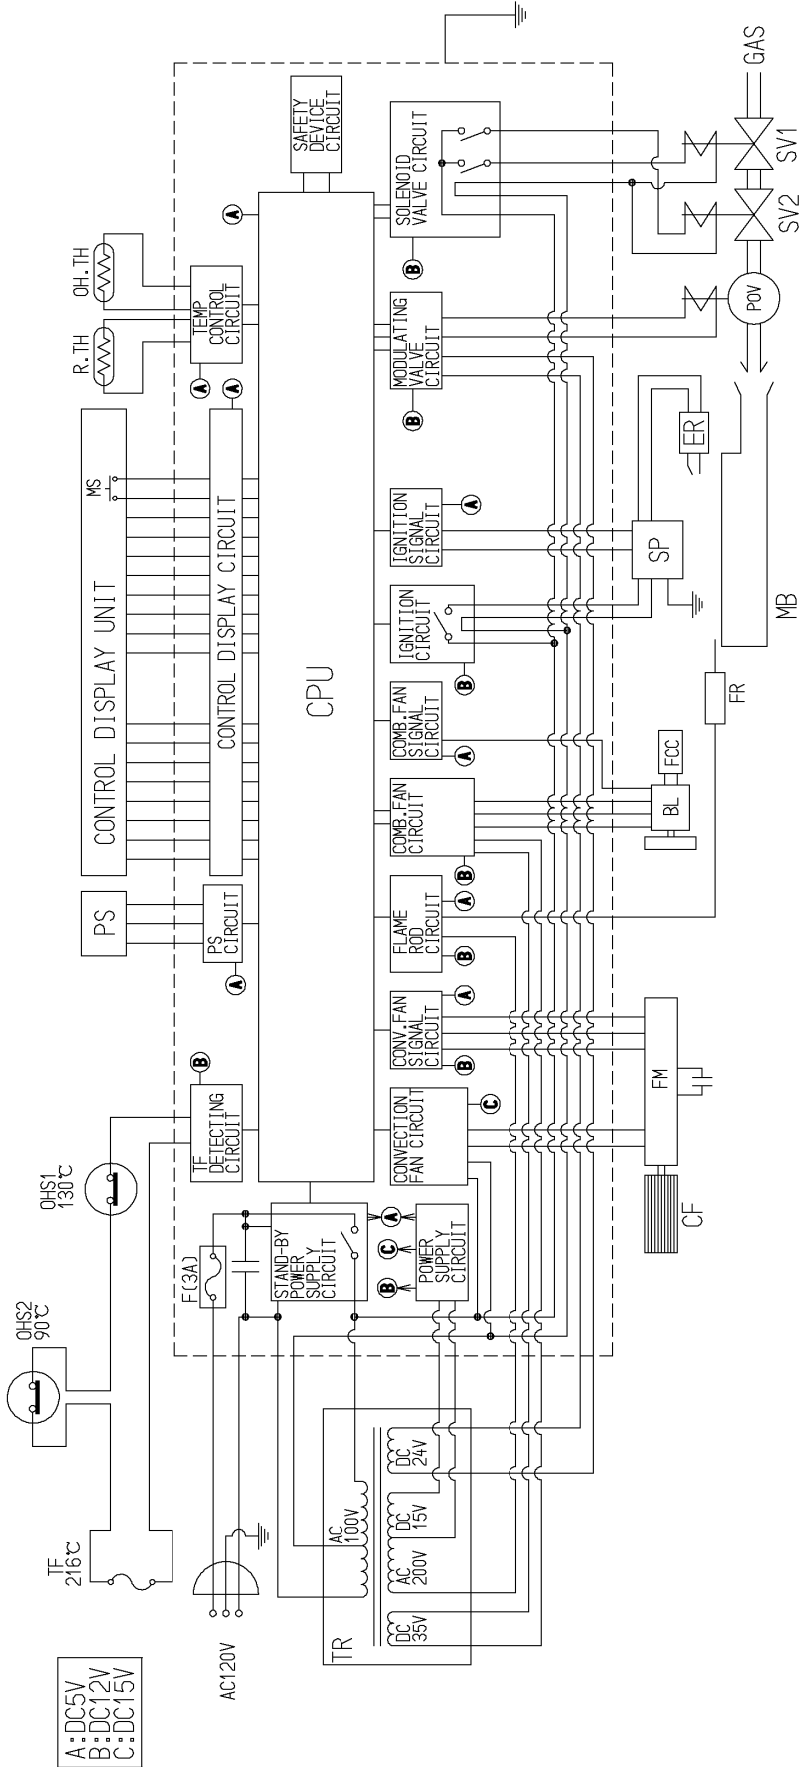 A:DC5V
B:DC12V
C:DC15V
TF
216℃
OHS2
90℃
OHS1
130℃
PS
CONTROL DISPLAY UNIT
MS
R.TH
OH.TH
AC120V
F(3A)
B
TF
DETECTING
CIRCUIT
A
PS
CIRCUIT
CONTROL DISPLAY CIRCUIT
A
A
TEMP
CONTROL
CIRCUIT
A
STAND-BY
POWER
SUPPLY
CIRCUIT
CPU
SAFETY
DEVICE
CIRCUIT
TR
AC
100V
DC
35V
AC
200V
DC
15V
DC
24V
B
C
A
POWER
SUPPLY
CIRCUIT
CONVECTION
FAN CIRCUIT
C
CONV.FAN
SIGNAL
CIRCUIT
B
A
FLAME
ROD
CIRCUIT
B
A
COMB.FAN
CIRCUIT
B
COMB.FAN
SIGNAL
CIRCUIT
A
IGNITION
CIRCUIT
B
IGNITION
SIGNAL
CIRCUIT
A
MODULATING
VALVE
CIRCUIT
B
SOLENOID
VALVE CIRCUIT
B
CF
FM
BL
FCC
FR
SP
ER
MB
POV
SV2
SV1
GAS